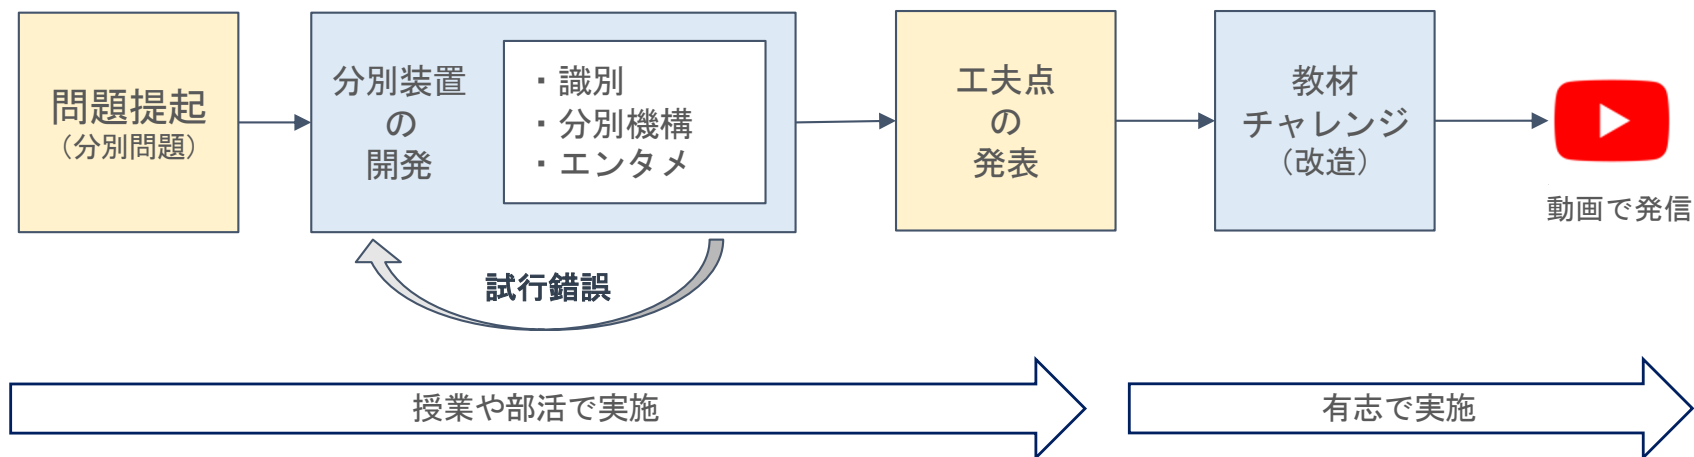 問題提起
（分別問題）
分別装置
の
開発
・識別
・分別機構
・エンタメ
試行錯誤
工夫点
の
発表
教材
チャレンジ
（改造）
動画で発信
授業や部活で実施
有志で実施